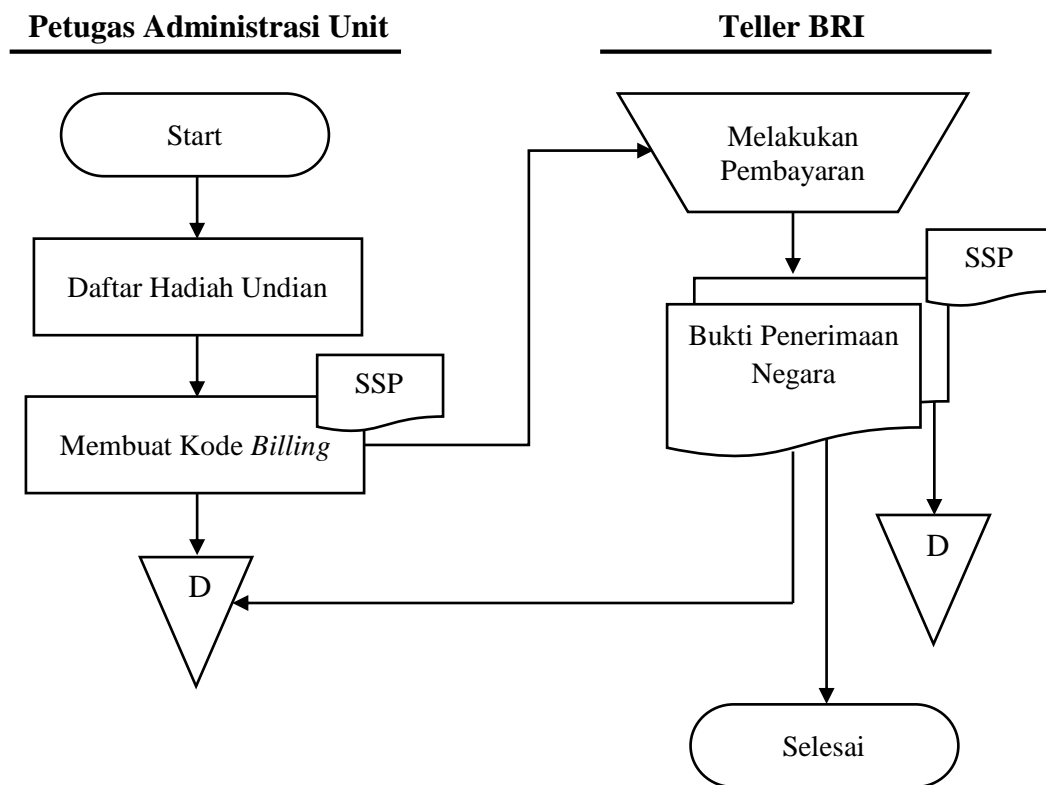 Petugas Administrasi Unit
Teller BRI
Start
Daftar Hadiah Undian
SSP
Membuat Kode Billing
D
Melakukan
Pembayaran
SSP
Bukti Penerimaan
Negara
D
Selesai